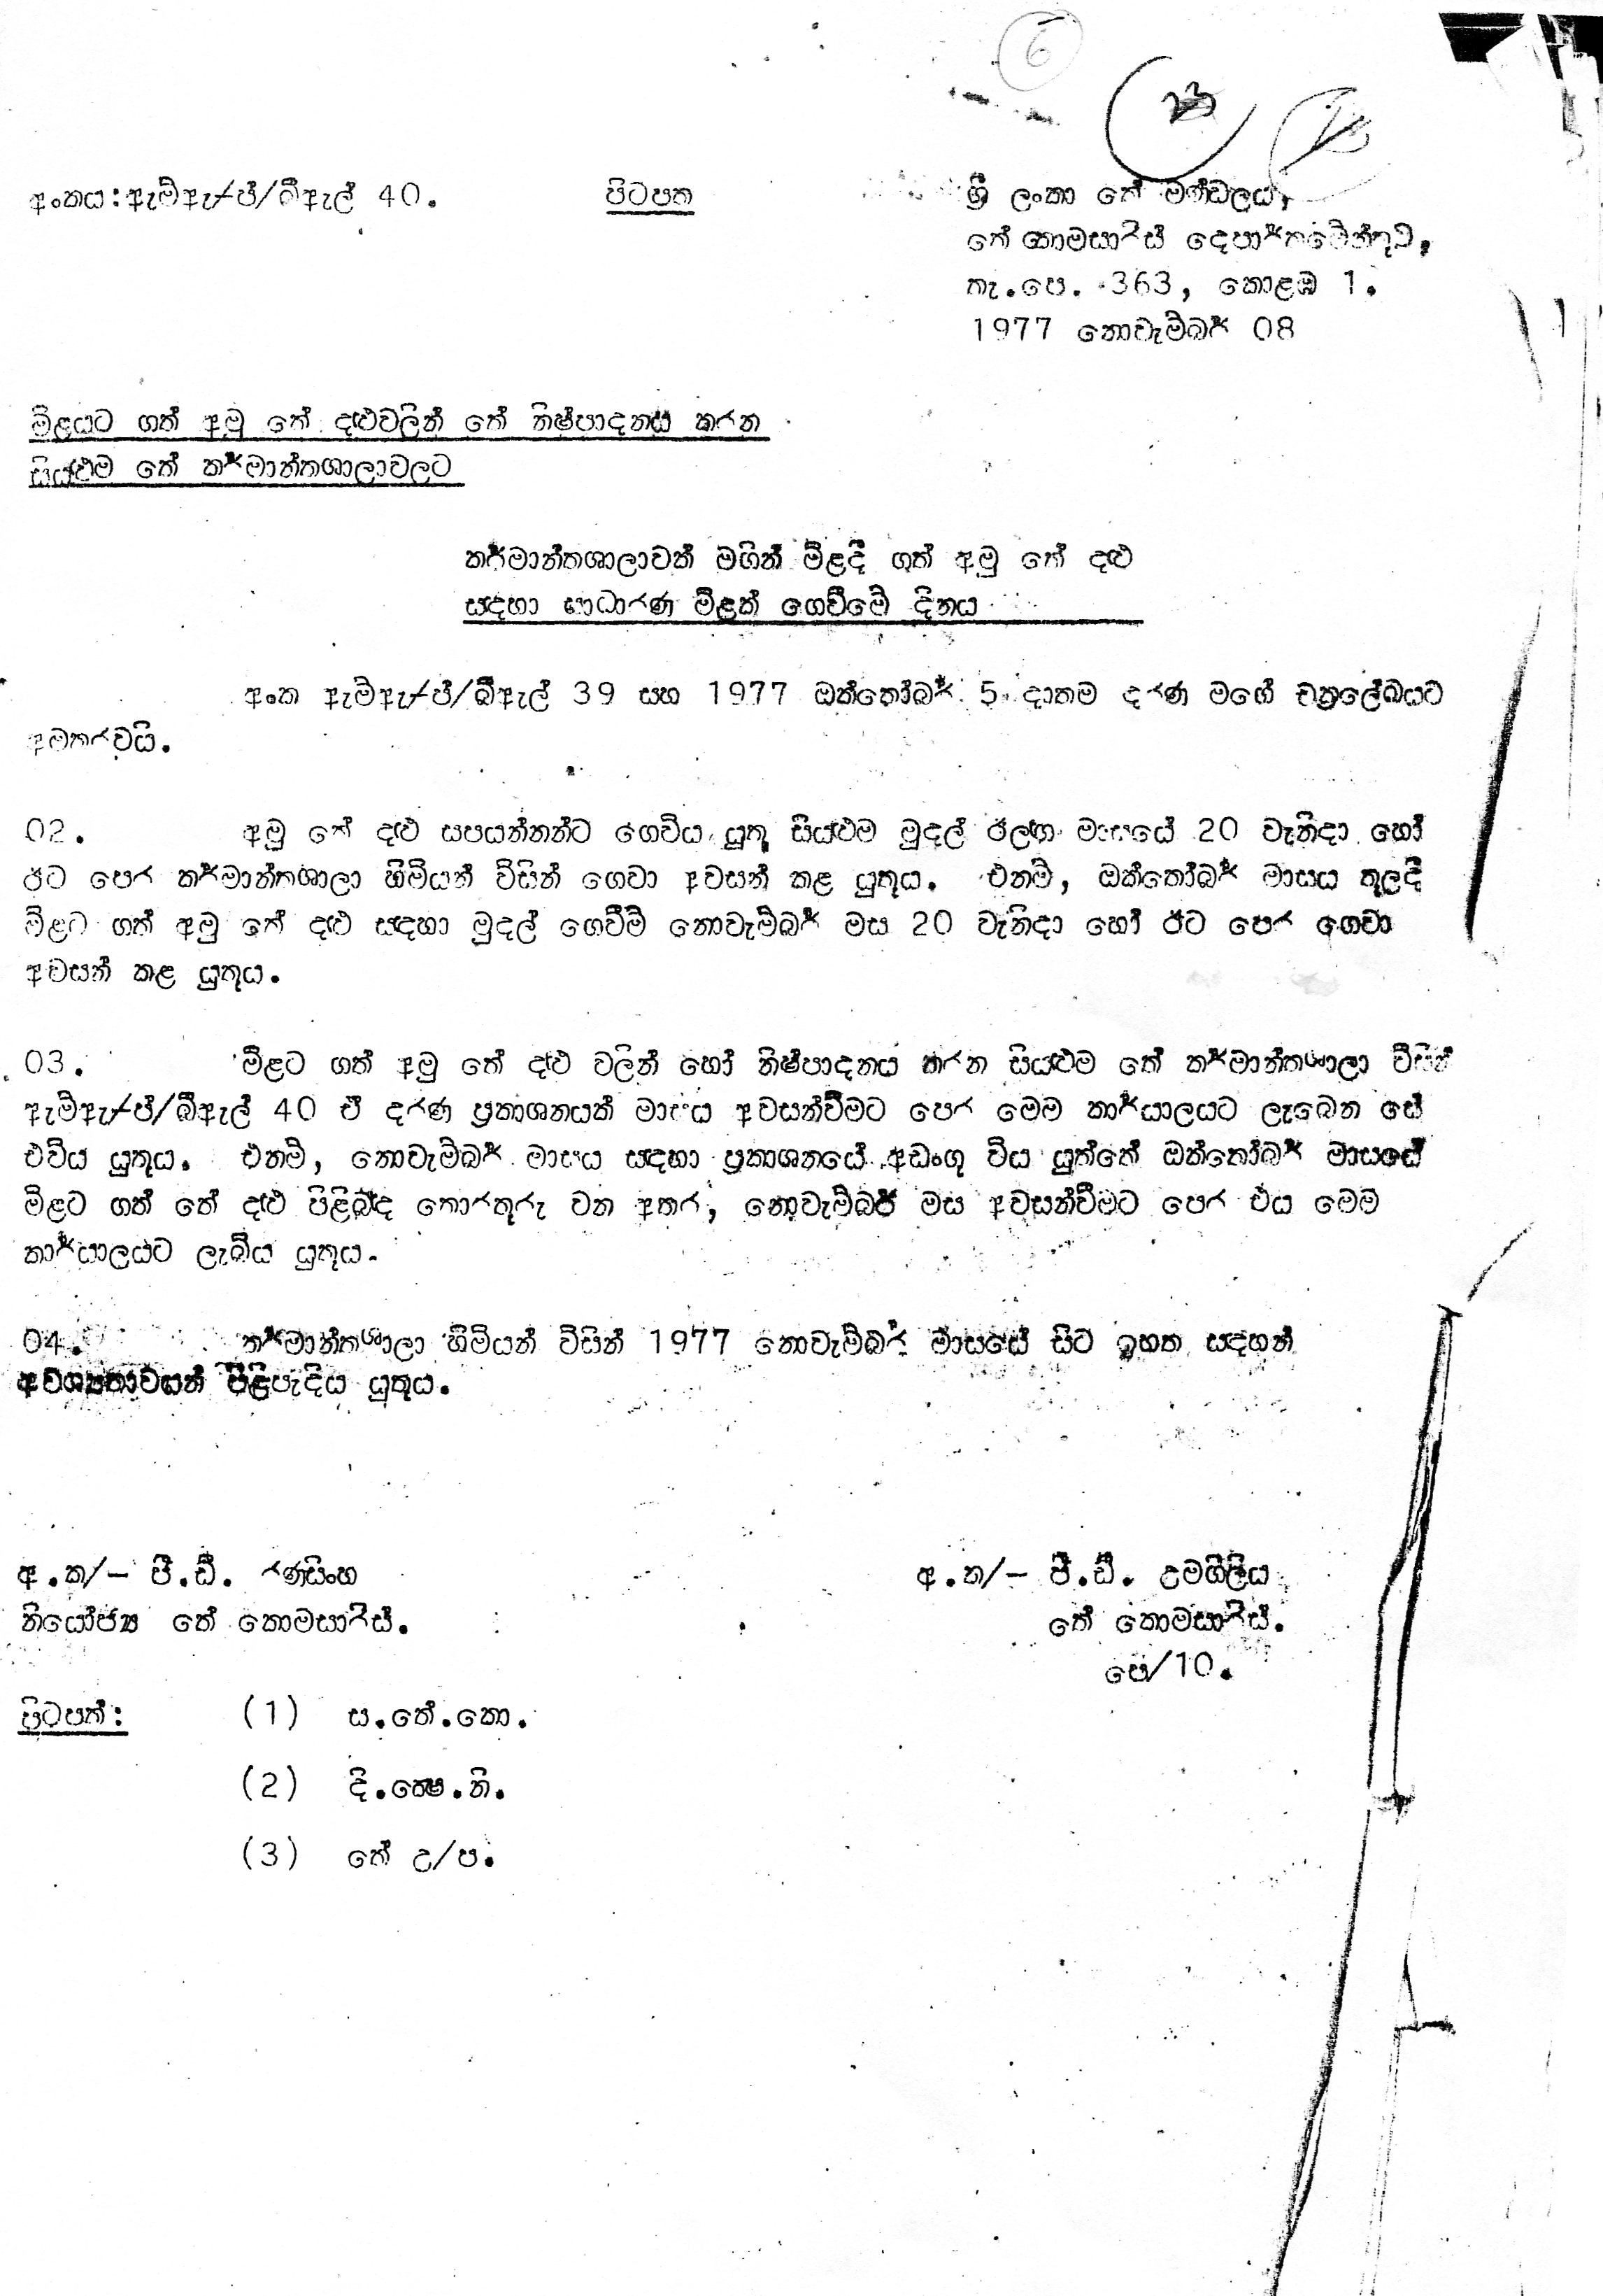 6
අංකය:ඇම්ඇෆ්/බීඇල් 40.
පිටපත
ශ්‍රී ලංකා තේ මණ්ඩලය,
තේ කොමසාරිස් දෙපාර්තමේන්තුව,
තැ.පෙ. 363, කොළඹ 1.
1977 නොවැම්බර් 08
මිළයට ගත් අමු තේ දළුවලින් තේ නිෂ්පාදනය කරන
සියළුම තේ කර්මාන්තශාලාවලට
කර්මාන්තශාලාවක් මගින් මිළදී ගත් අමු තේ දළු
සඳහා සාධාරණ මිළක් ගෙවීමේ දිනය
අංක ඇම්ඇෆ්/බීඇල් 39 සහ 1977 ඔක්තෝබර් 5 දාතම දරණ මගේ චක්‍රලේඛයට
අමතරවයි.
02. අමු තේ දළු සපයන්නන්ට ගෙවිය යුතු සියළුම මුදල් ඊලඟ මාසයේ 20 වැනිදා හෝ
ඊට පෙර කර්මාන්තශාලා හිමියන් විසින් ගෙවා අවසන් කළ යුතුය. එනම්, ඔක්තෝබර් මාසය තුලදී
මිළට ගත් අමු තේ දළු සඳහා මුදල් ගෙවීම් නොවැම්බර් මස 20 වැනිදා හෝ ඊට පෙර ගෙවා
අවසන් කළ යුතුය.
03. මිළට ගත් අමු තේ දළු වලින් හෝ නිෂ්පාදනය කරන සියළුම තේ කර්මාන්තශාලා විසින්
ඇම්ඇෆ්/බීඇල් 40 ඒ දරණ ප්‍රකාශනයක් මාසය අවසන්වීමට පෙර මෙම කාර්යාලයට ලැබෙන සේ
එවිය යුතුය. එනම්, නොවැම්බර් මාසය සඳහා ප්‍රකාශනයේ අඩංගු විය යුත්තේ ඔක්තෝබර් මාසයේ
මිළට ගත් තේ දළු පිළිබඳ තොරතුරු වන අතර, නොවැම්බර් මස අවසන්වීමට පෙර එය මෙම
කාර්යාලයට ලැබිය යුතුය.
04. කර්මාන්තශාලා හිමියන් විසින් 1977 නොවැම්බර් මාසයේ සිට ඉහත සඳහන්
අවශ්‍යතාවයන් පිළිපැදිය යුතුය.
අ.ක/- පී.ඩී. රණසිංහ
නියෝජ්‍ය තේ කොමසාරිස්.
අ.ක/- පී.ඩී. උමගිලිය
තේ කොමසාරිස්.
පෙ/10.
පිටපත්:
(1) ස.තේ.කො.
(2) දි.ක්‍ෂෙ.නි.
(3) තේ උ/ප.